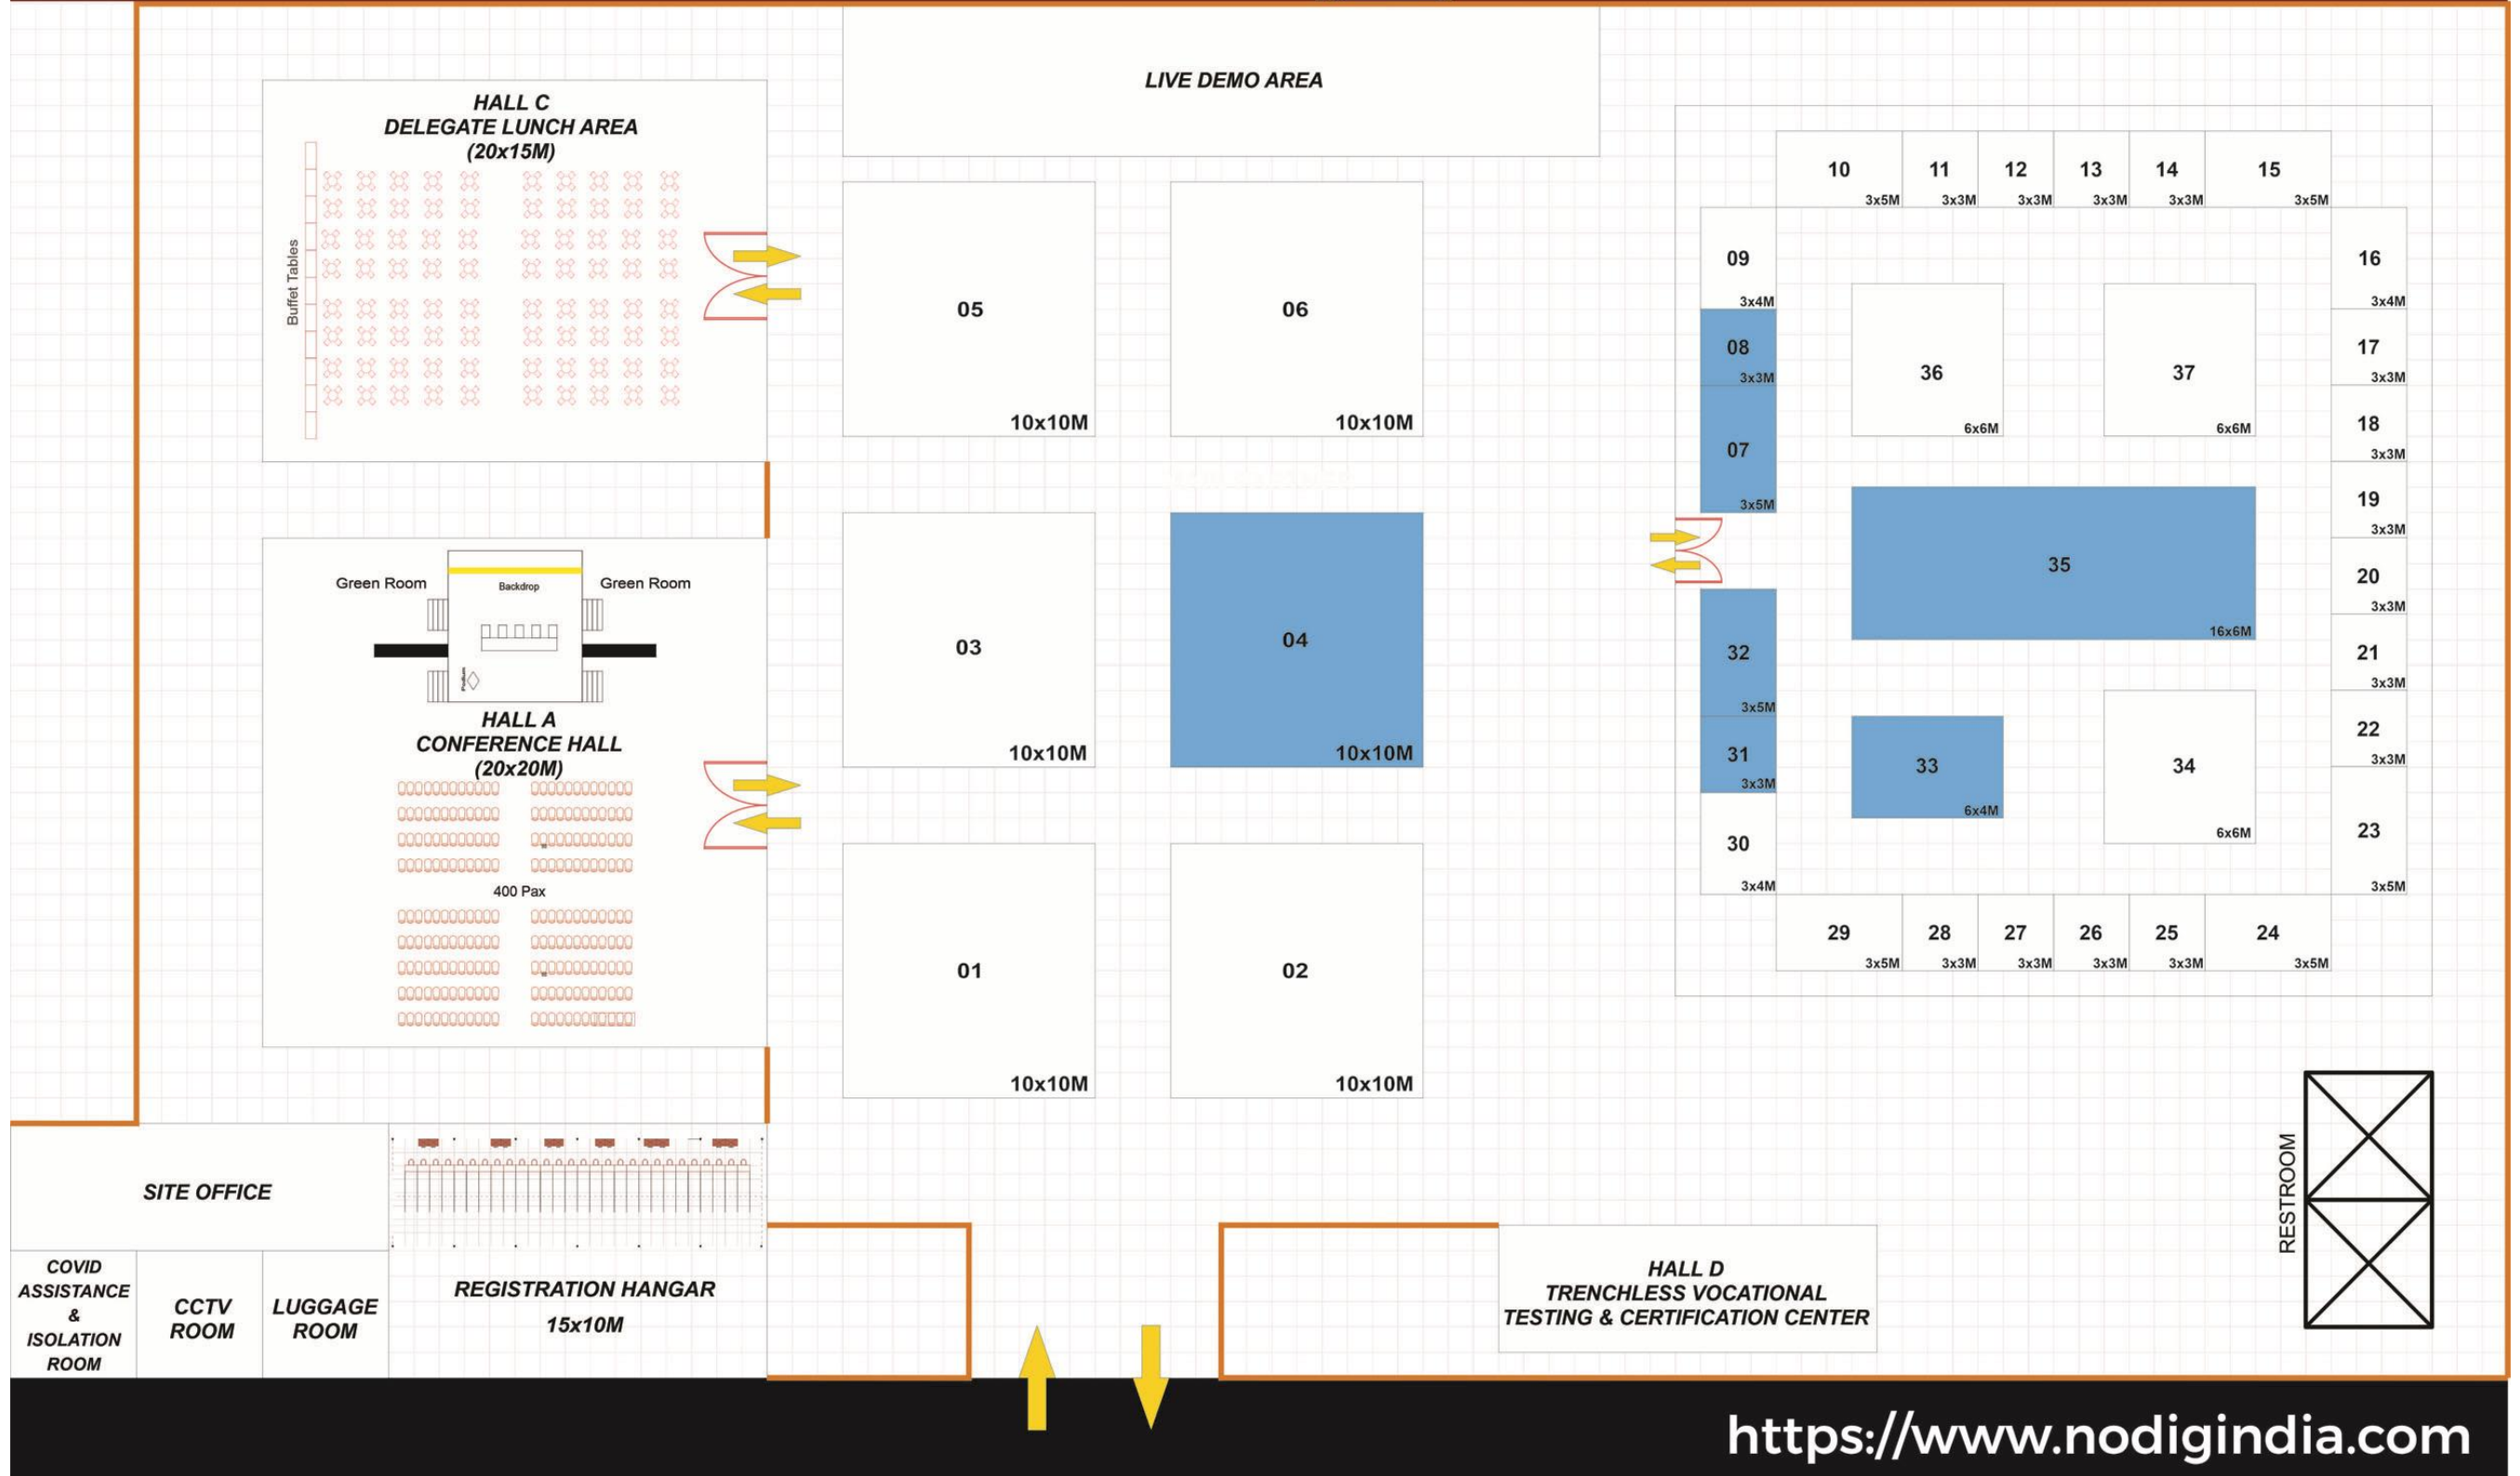 LIVE DEMO AREA
HALL C
DELEGATE LUNCH AREA
(20x15M)
Buffet Tables
05
10x10M
06
10x10M
03
10x10M
04
10x10M
01
10x10M
02
10x10M
Green Room
Backdrop
Green Room
HALL A
CONFERENCE HALL
(20x20M)
400 Pax
10
3x5M
11
3x3M
12
3x3M
13
3x3M
14
3x3M
15
3x5M
09
3x4M
08
3x3M
07
3x5M
32
3x5M
31
3x3M
30
3x4M
36
6x6M
37
6x6M
35
16x6M
33
6x4M
34
6x6M
16
3x4M
17
3x3M
18
3x3M
19
3x3M
20
3x3M
21
3x3M
22
3x3M
23
3x5M
29
3x5M
28
3x3M
27
3x3M
26
3x3M
25
3x3M
24
3x5M
SITE OFFICE
COVID
ASSISTANCE
&
ISOLATION
ROOM
CCTV
ROOM
LUGGAGE
ROOM
REGISTRATION HANGAR
15x10M
HALL D
TRENCHLESS VOCATIONAL
TESTING & CERTIFICATION CENTER
RESTROOM
https://www.nodigindia.com